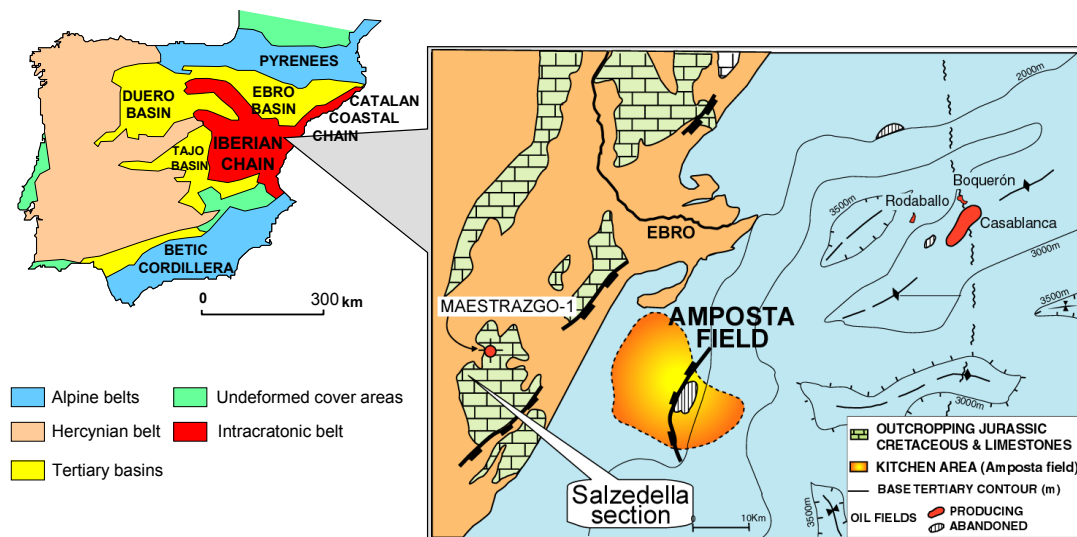 PYRENEES
DUERO
BASIN
EBRO
BASIN
CATALAN
COASTAL
CHAIN
TAJO
BASIN
IBERIAN
CHAIN
BETIC
CORDILLERA
0 300 km
Alpine belts
Undeformed cover areas
Hercynian belt
Intracratonic belt
Tertiary basins
2000m
Boquerón
Rodaballo
3500m
Casablanca
3000m
EBRO
MAESTRAZGO-1
AMPOSTA
FIELD
3500m
3000m
Salzedella
section
0 10Km
3500m
OUTCROPPING JURASSIC
CRETACEOUS & LIMESTONES
KITCHEN AREA (Amposta field)
BASE TERTIARY CONTOUR (m)
OIL FIELDS
PRODUCING
ABANDONED